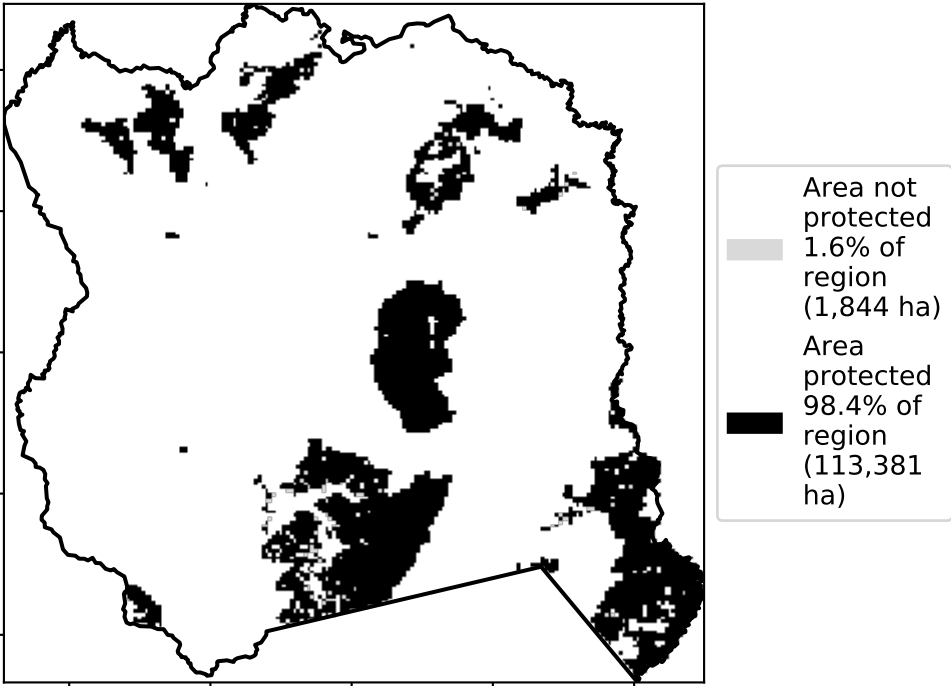 Area not
protected
1.6% of
region
(1,844 ha)
Area
protected
98.4% of
region
(113,381
ha)